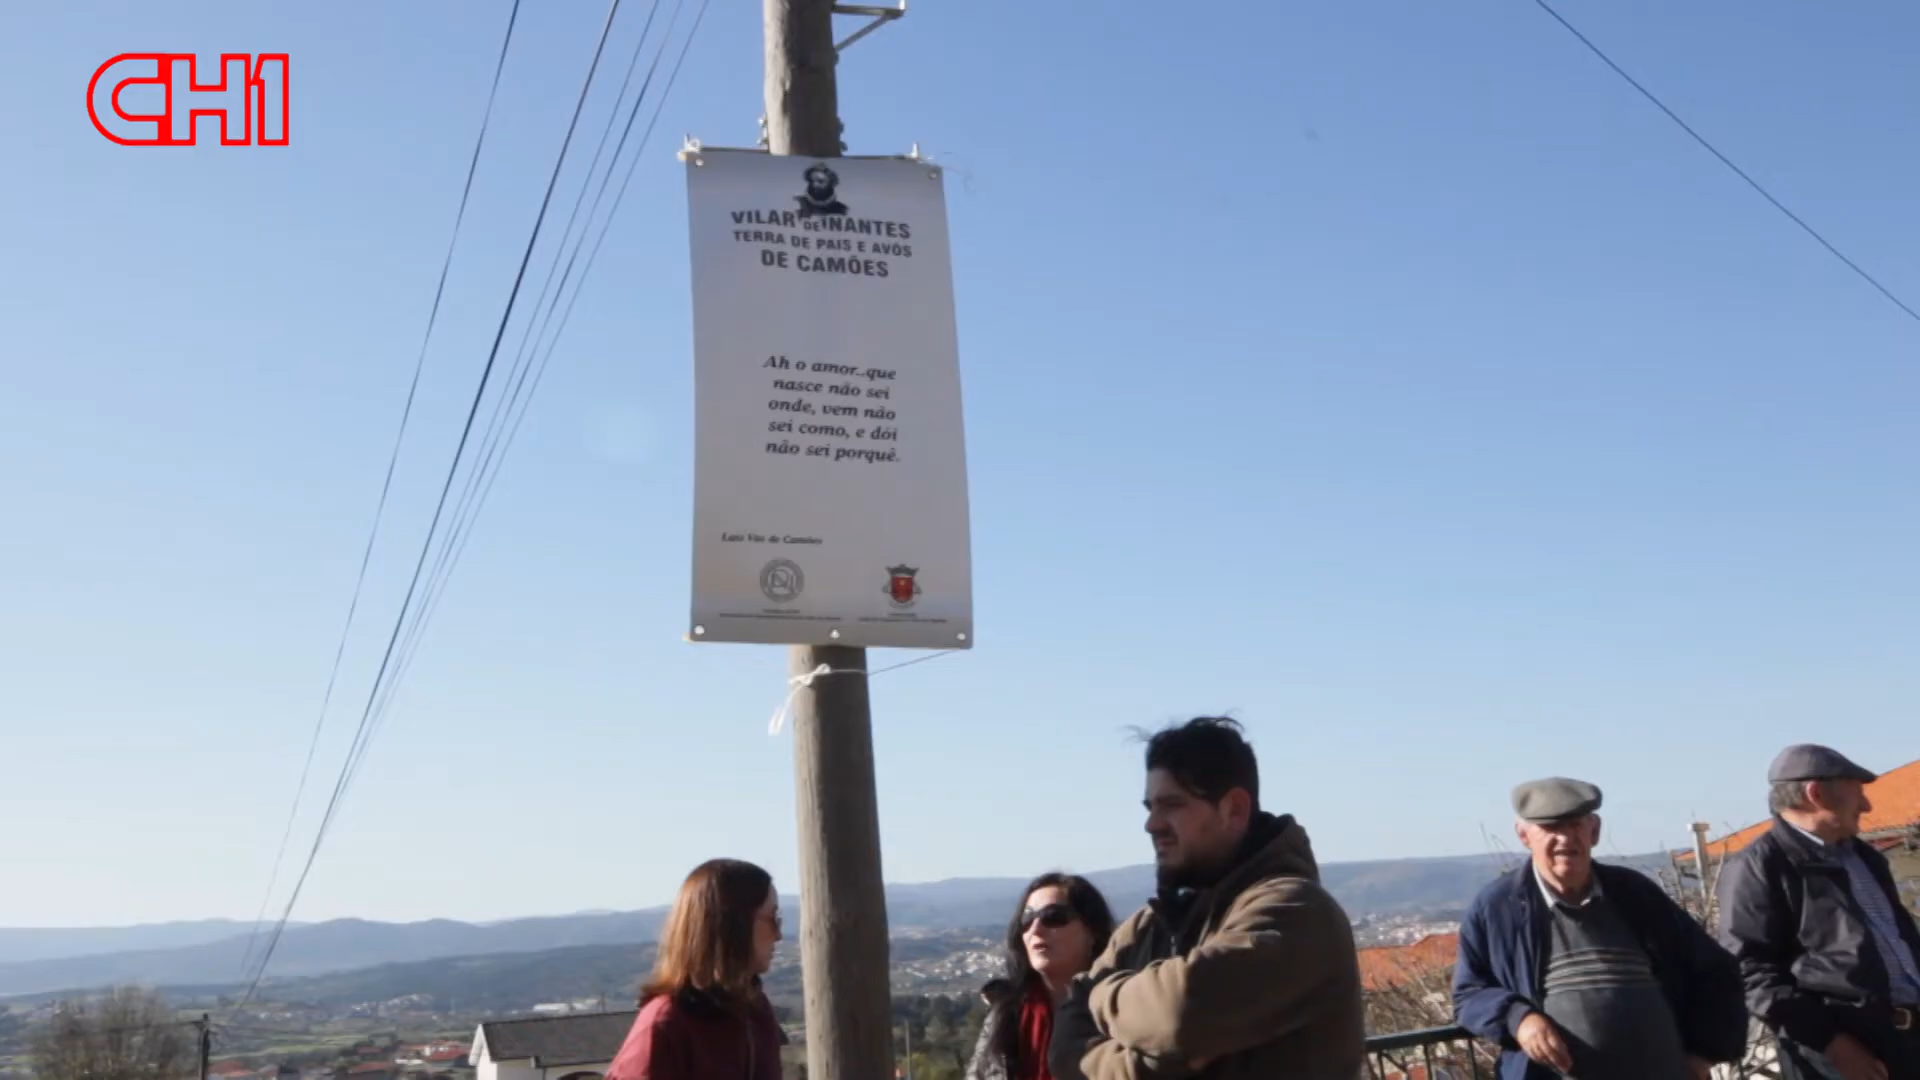 CH1
VILAR DE NANTES
TERRA DE PAIS E AVÓS
DE CAMÕES
Ah o amor..que
nasce não sei
onde, vem não
sei como, e dói
não sei porquê.
Luís Vaz de Camões